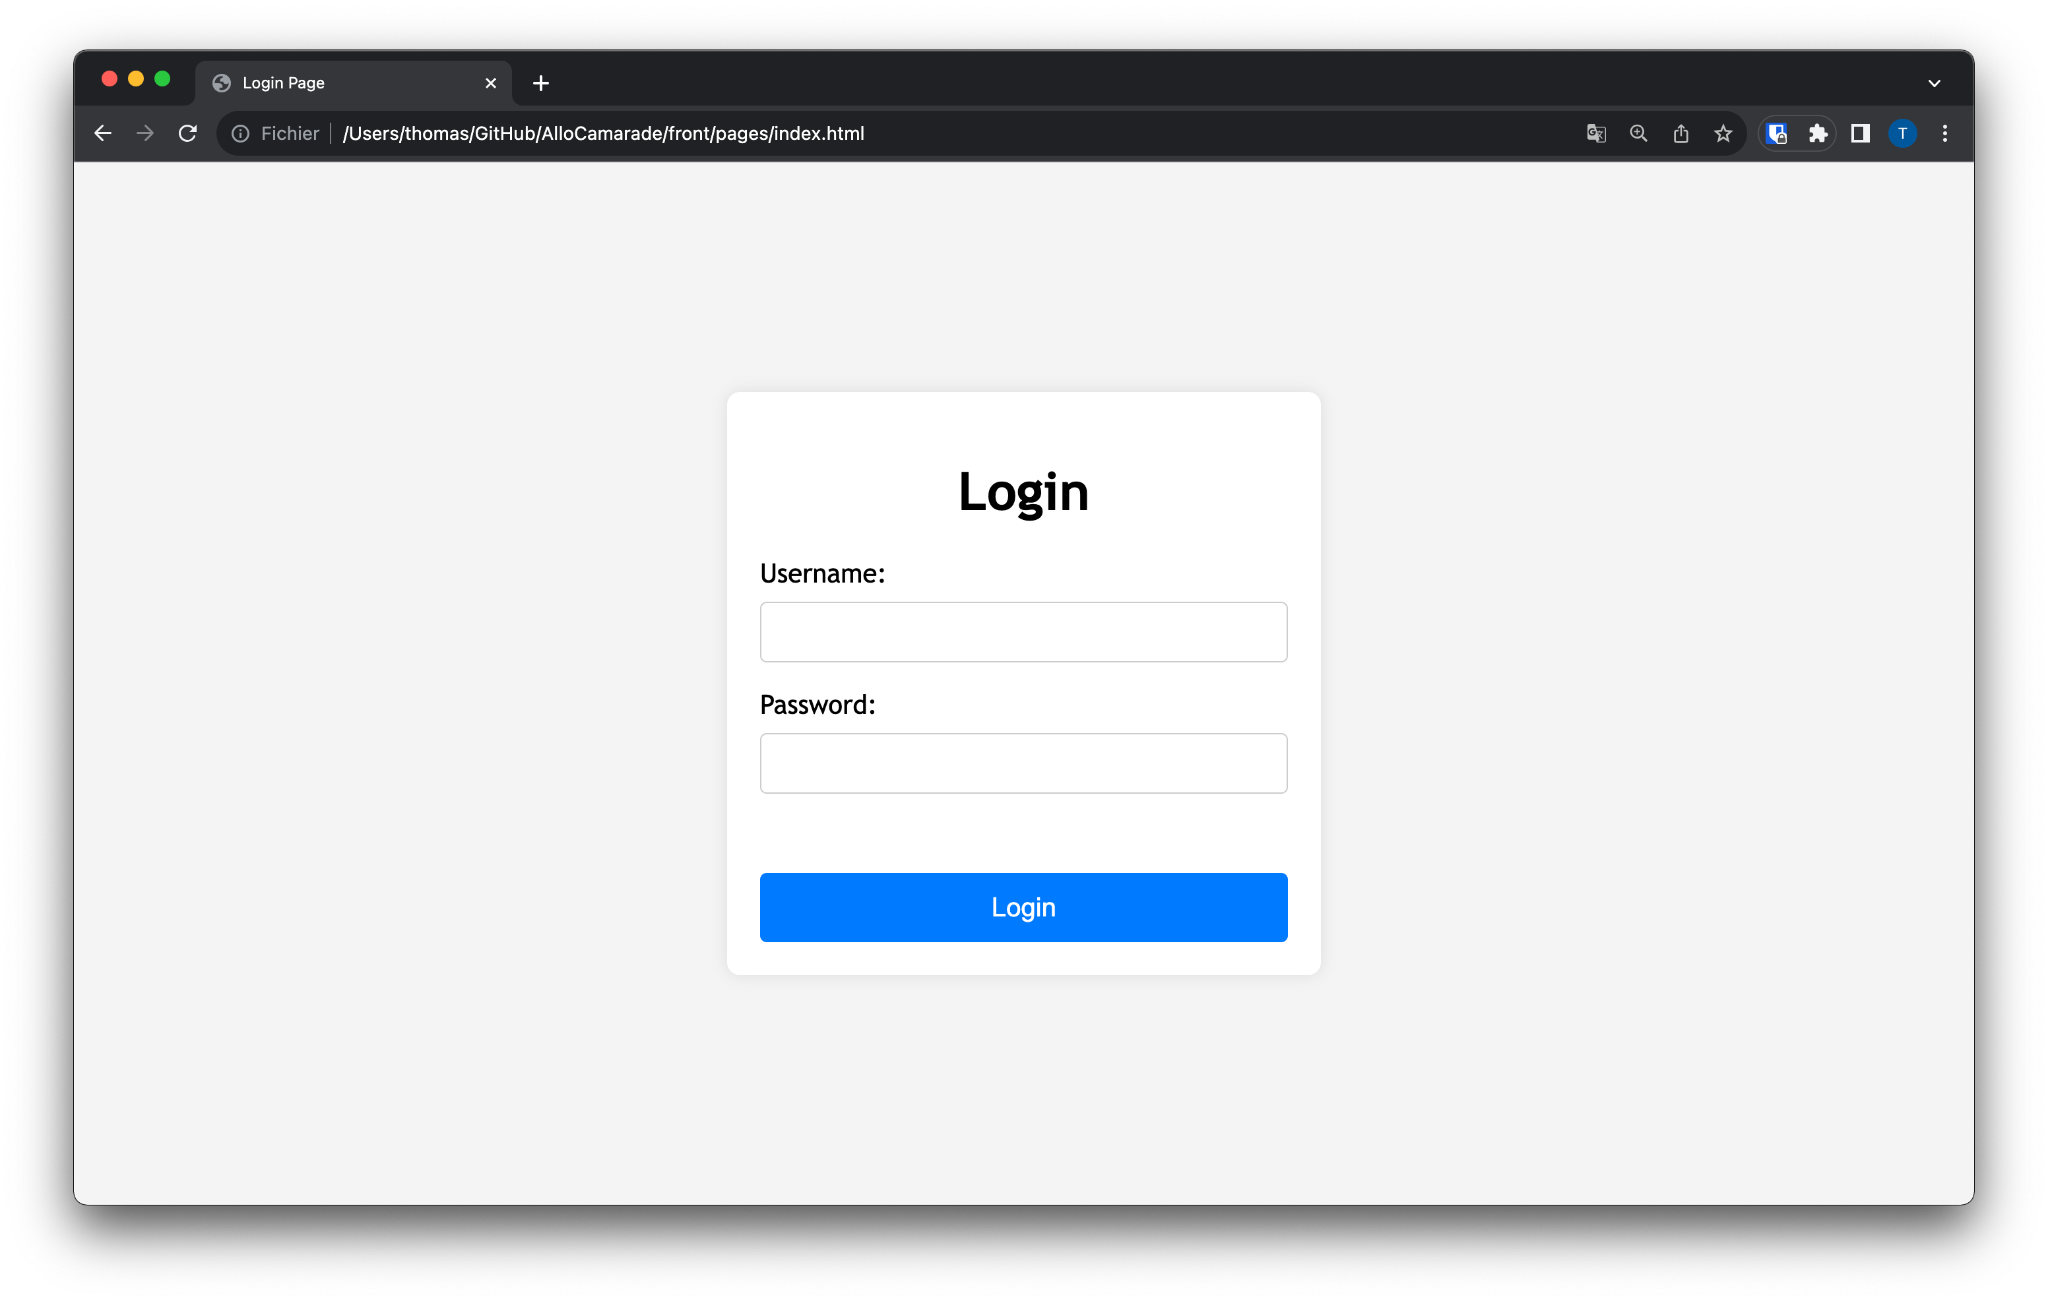 Login Page
Fichier /Users/thomas/GitHub/AlloCamarade/front/pages/index.html
T
Login
Username:
Password:
Login